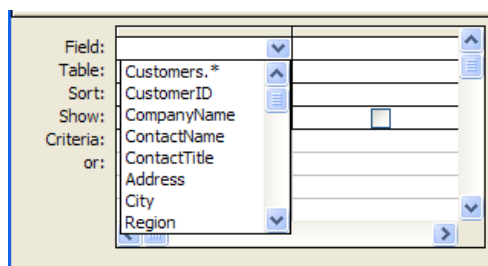 Field:
Table:
Sort:
Show:
Criteria:
or:
Customers.*
CustomerID
CompanyName
ContactName
ContactTitle
Address
City
Region